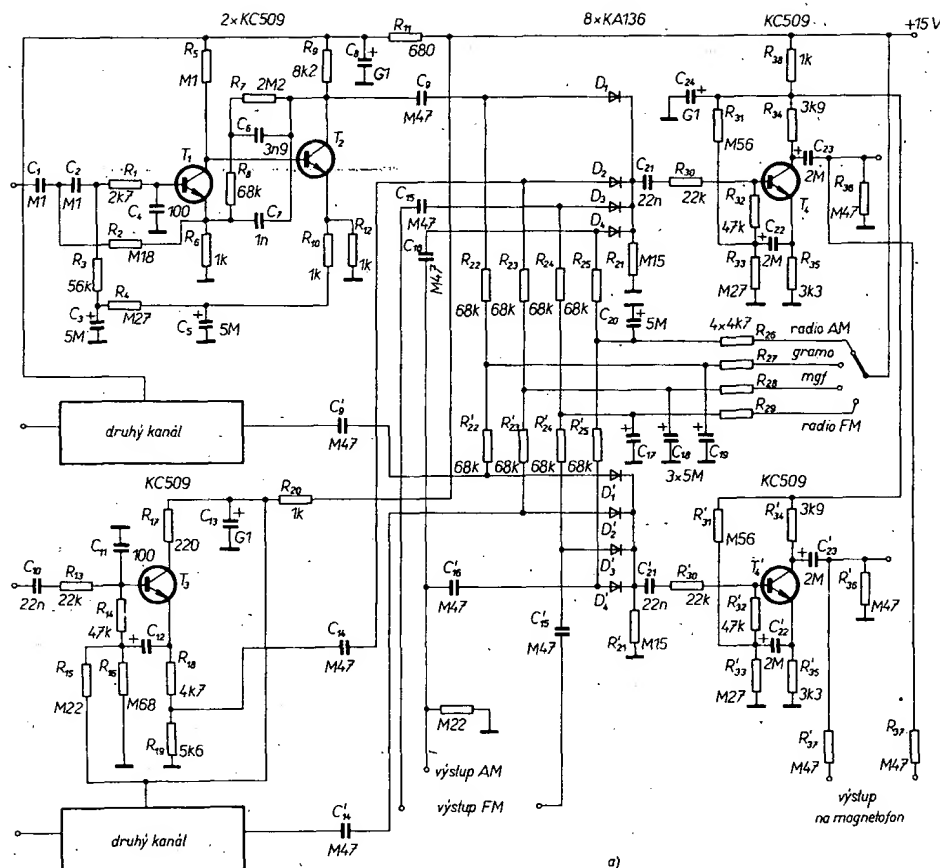 2×KC509
8×KA136
KC509
+15 V
R₅
M1
C₈
+
G1
R₉
8k2
R₁₁
680
R₇
2M2
C₆
3n9
R₈
68k
C₇
1n
T₁
T₂
C₁
M1
C₂
M1
R₁
2k7
C₄
100
R₂
M18
R₃
56k
R₄
M27
R₆
1k
R₁₀
1k
R₁₂
1k
C₃
+
5M
C₅
+
5M
C₉
M47
D₁
D₂
D₃
D₄
C₁₅
M47
M47
R₂₂
R₂₃
R₂₄
R₂₅
68k
68k
68k
68k
R₂₁
M15
C₂₀
+
5M
C₂₁
22n
R₃₀
22k
C₂₄
+
G1
R₃₁
M56
R₃₈
1k
R₃₄
3k9
+
C₂₃
2M
T₄
R₃₆
M47
R₃₂
47k
+
C₂₂
2M
R₃₃
M27
R₃₅
3k3
4×4k7
R₂₆
radio AM
R₂₇
gramo
R₂₈
mgf
R₂₉
radio FM
+
C₁₇
+
C₁₈
+
C₁₉
3×5M
druhý kanál
C'₉
M47
R'₂₂
R'₂₃
R'₂₄
R'₂₅
68k
68k
68k
68k
D'₁
D'₂
D'₃
D'₄
KC509
R₁₇
220
C₁₃
+
G1
R₂₀
1k
C₁₁
100
C₁₀
22n
R₁₃
22k
T₃
R₁₄
47k
+
C₁₂
R₁₅
M22
R₁₆
M68
R₁₈
4k7
R₁₉
5k6
C₁₄
M47
C'₁₆
M47
C'₁₅
M47
C'₂₁
22n
R'₃₀
22k
R'₂₁
M15
KC509
R'₃₁
M56
R'₃₄
3k9
+
C'₂₃
2M
T'₄
R'₃₆
M47
R'₃₂
47k
+
C'₂₂
2M
R'₃₃
M27
R'₃₅
3k3
M22
R'₃₇
M47
R₃₇
M47
výstup AM
výstup FM
výstup
na magnetofon
druhý kanál
C'₁₄
M47
a)